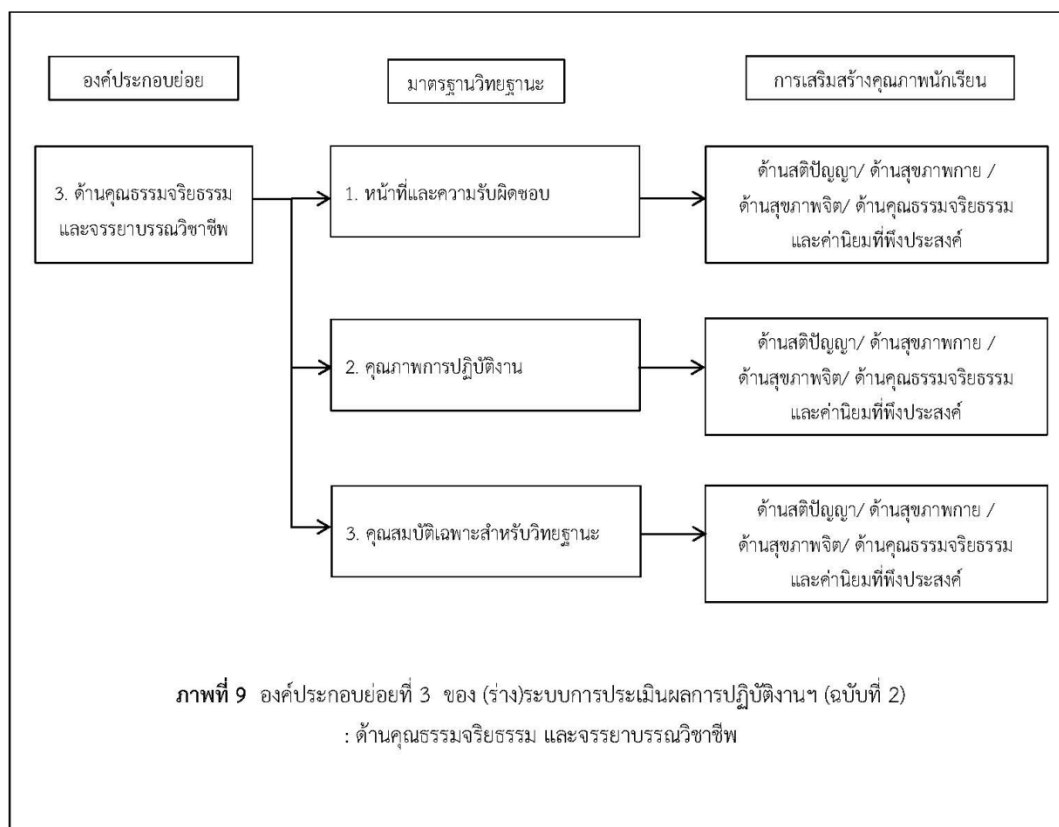 องค์ประกอบย่อย
มาตรฐานวิทยฐานะ
การเสริมสร้างคุณภาพนักเรียน
3. ด้านคุณธรรมจริยธรรม
และจรรยาบรรณวิชาชีพ
1. หน้าที่และความรับผิดชอบ
ด้านสติปัญญา/ ด้านสุขภาพกาย /
ด้านสุขภาพจิต/ ด้านคุณธรรมจริยธรรม
และค่านิยมที่พึงประสงค์
2. คุณภาพการปฏิบัติงาน
ด้านสติปัญญา/ ด้านสุขภาพกาย /
ด้านสุขภาพจิต/ ด้านคุณธรรมจริยธรรม
และค่านิยมที่พึงประสงค์
3. คุณสมบัติเฉพาะสำหรับวิทยฐานะ
ด้านสติปัญญา/ ด้านสุขภาพกาย /
ด้านสุขภาพจิต/ ด้านคุณธรรมจริยธรรม
และค่านิยมที่พึงประสงค์
ภาพที่ 9 องค์ประกอบย่อยที่ 3 ของ (ร่าง)ระบบการประเมินผลการปฏิบัติงานฯ (ฉบับที่ 2)
: ด้านคุณธรรมจริยธรรม และจรรยาบรรณวิชาชีพ